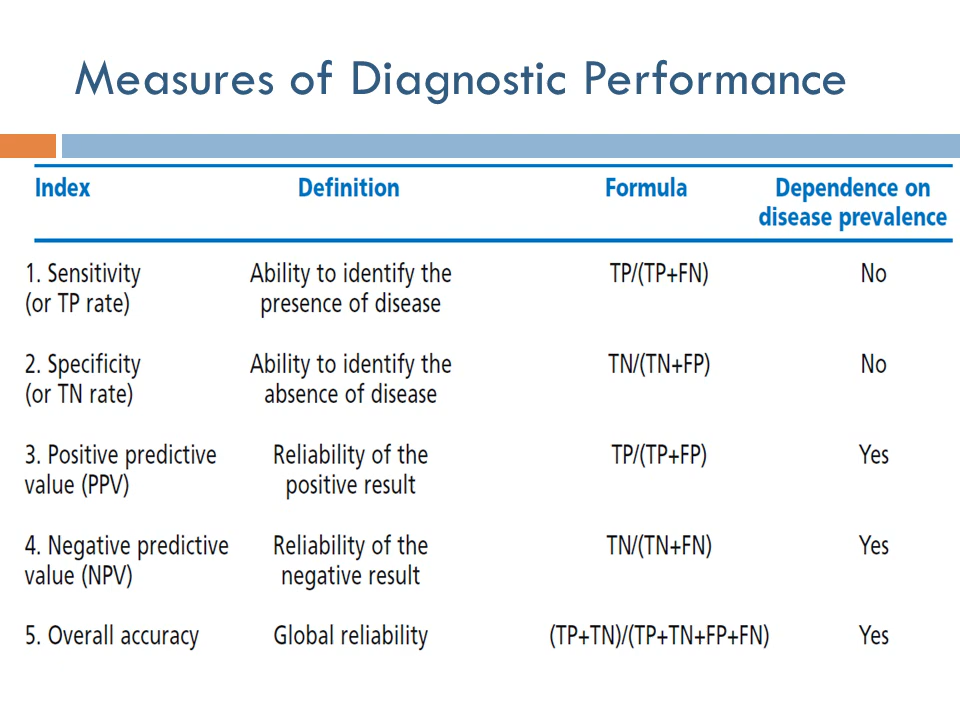 Measures of Diagnostic Performance
Index Definition Formula Dependence on
disease prevalence
1. Sensitivity Ability to identify the TP/(TP+FN) No
(or TP rate) presence of disease
2. Specificity Ability to identify the TN/(TN+FP) No
(or TN rate) absence of disease
3. Positive predictive Reliability of the TP/(TP+FP) Yes
value (PPV) positive result
4. Negative predictive Reliability of the TN/(TN+FN) Yes
value (NPV) negative result
5. Overall accuracy Global reliability (TP+TN)/(TP+TN+FP+FN) Yes